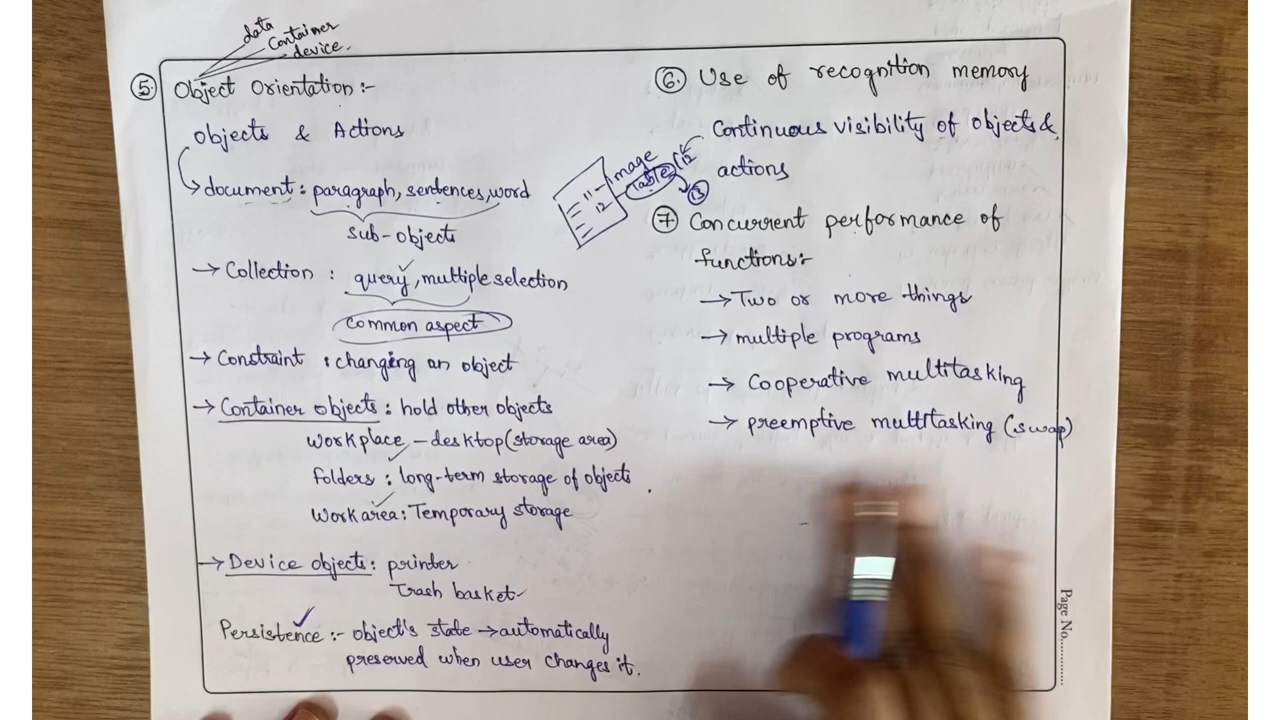 data
Container
device.
5. Object Orientation :-
Objects & Actions
→ document : paragraph, sentences, word
sub-objects
→ Collection : query, multiple selection
common aspect
→ Constraint : changing an object
→ Container objects : hold other objects
Workplace - desktop (storage area)
Folders : long-term storage of objects
Work area : Temporary storage
→ Device objects : printer
Trash basket
Persistence :- object's state → automatically
preserved when user changes it.
6. Use of recognition memory
Continuous visibility of objects &
actions
11 - image
12 Table 12
13
7 Concurrent performance of
functions :-
→ Two or more things
→ multiple programs
→ Cooperative multitasking
→ preemptive multitasking (swap)
Page No.............